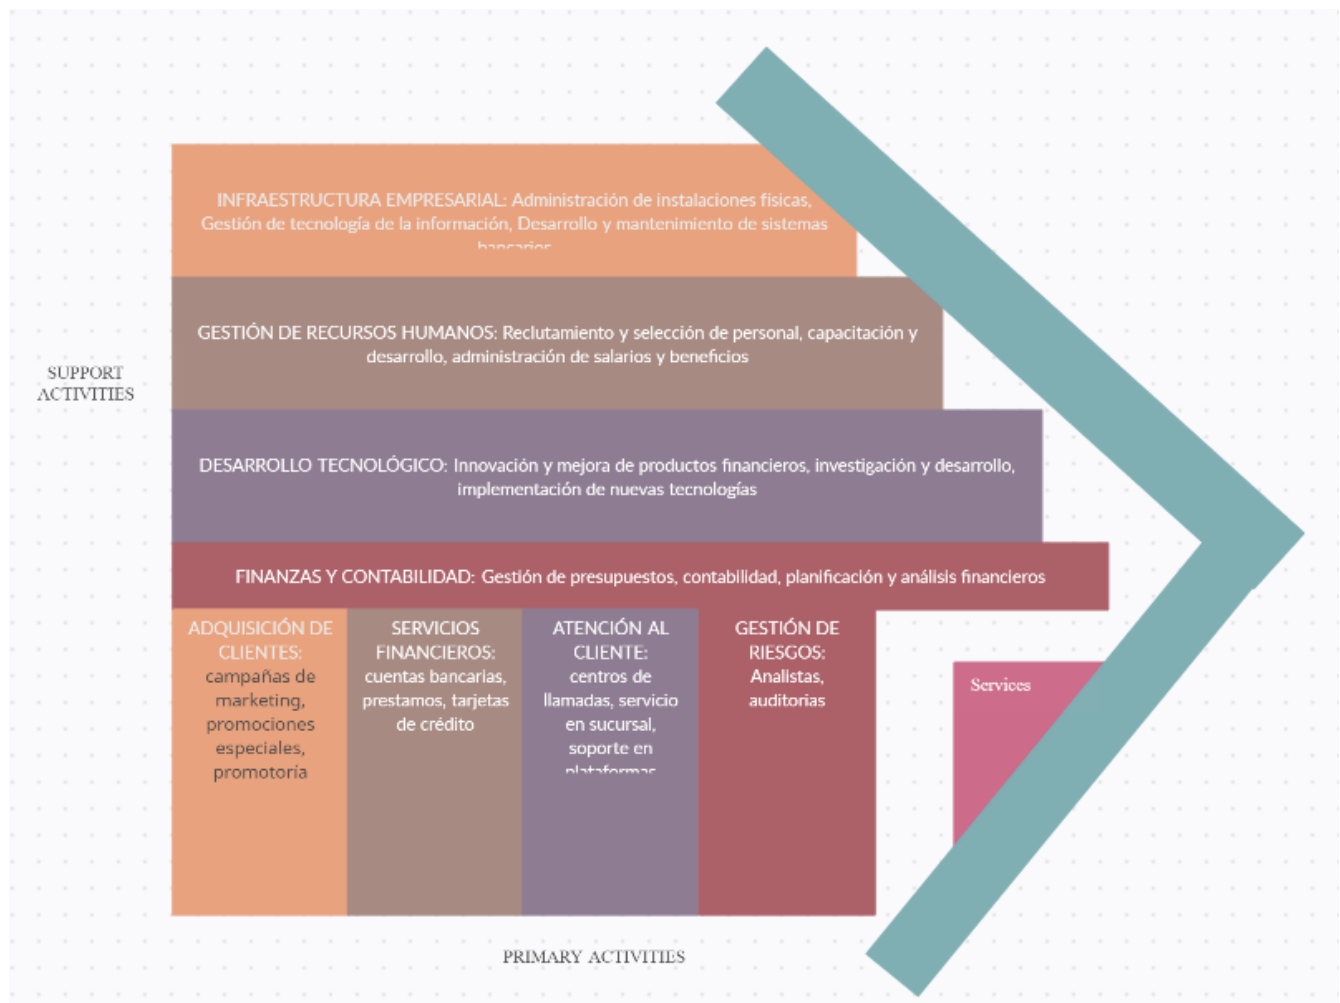 INFRAESTRUCTURA EMPRESARIAL: Administración de instalaciones físicas,
Gestión de tecnología de la información, Desarrollo y mantenimiento de sistemas
bancarios
GESTIÓN DE RECURSOS HUMANOS: Reclutamiento y selección de personal, capacitación y
desarrollo, administración de salarios y beneficios
SUPPORT
ACTIVITIES
DESARROLLO TECNOLÓGICO: Innovación y mejora de productos financieros, investigación y desarrollo,
implementación de nuevas tecnologías
FINANZAS Y CONTABILIDAD: Gestión de presupuestos, contabilidad, planificación y análisis financieros
ADQUISICIÓN DE
CLIENTES:
campañas de
marketing,
promociones
especiales,
promotoría
SERVICIOS
FINANCIEROS:
cuentas bancarias,
prestamos, tarjetas
de crédito
ATENCIÓN AL
CLIENTE:
centros de
llamadas, servicio
en sucursal,
soporte en
plataformas
GESTIÓN DE
RIESGOS:
Analistas,
auditorias
Services
PRIMARY ACTIVITIES